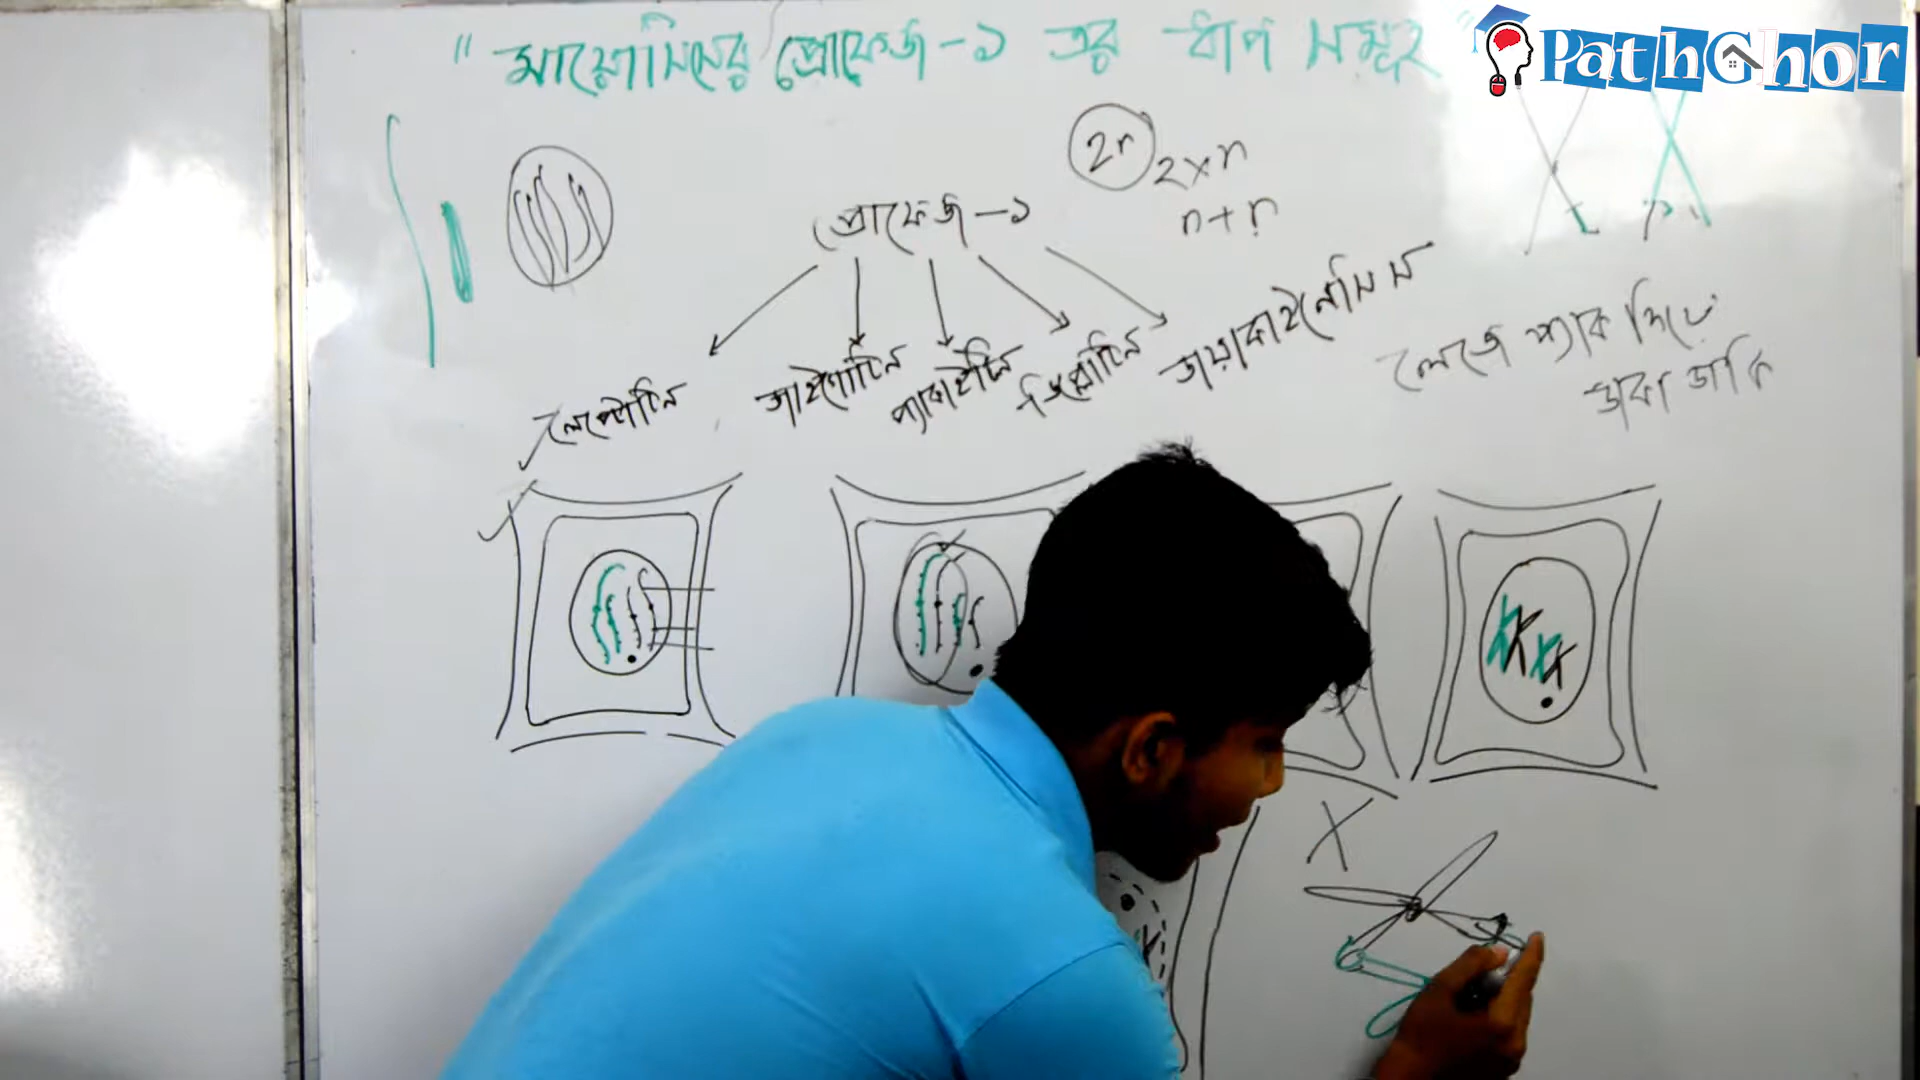 " মায়োসিসের প্রোফেজ-১ এর ধাপ সমূহ "
PathGhor
2n
2×n
n+n
প্রোফেজ-১
লেপ্টোটিন
জাইগোটিন
প্যাকাইটিন
ডিপ্লোটিন
ডায়াকাইনেসিস
লেজে প্যাক দিয়ে
ডাকা ডাকি